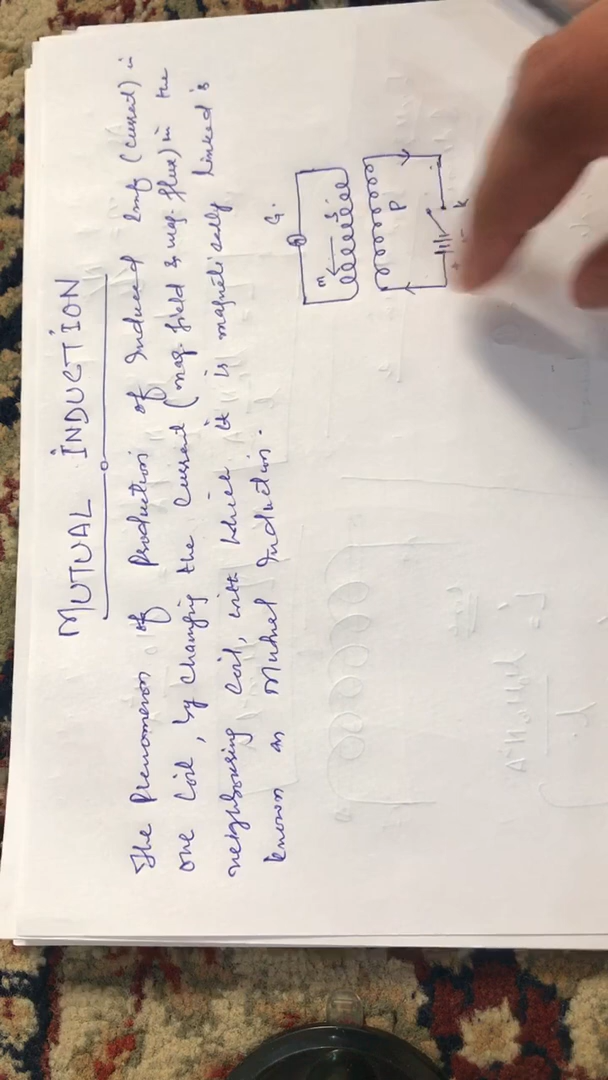 MUTUAL INDUCTION
The Phenomenon of Production of Induced Emf (current) in
one Coil, by changing the current (mag. field & mag. flux) in the
neighbouring Coil, with which it is magnetically linked is
known as Mutual Induction.
G.
m S
P
+ - K